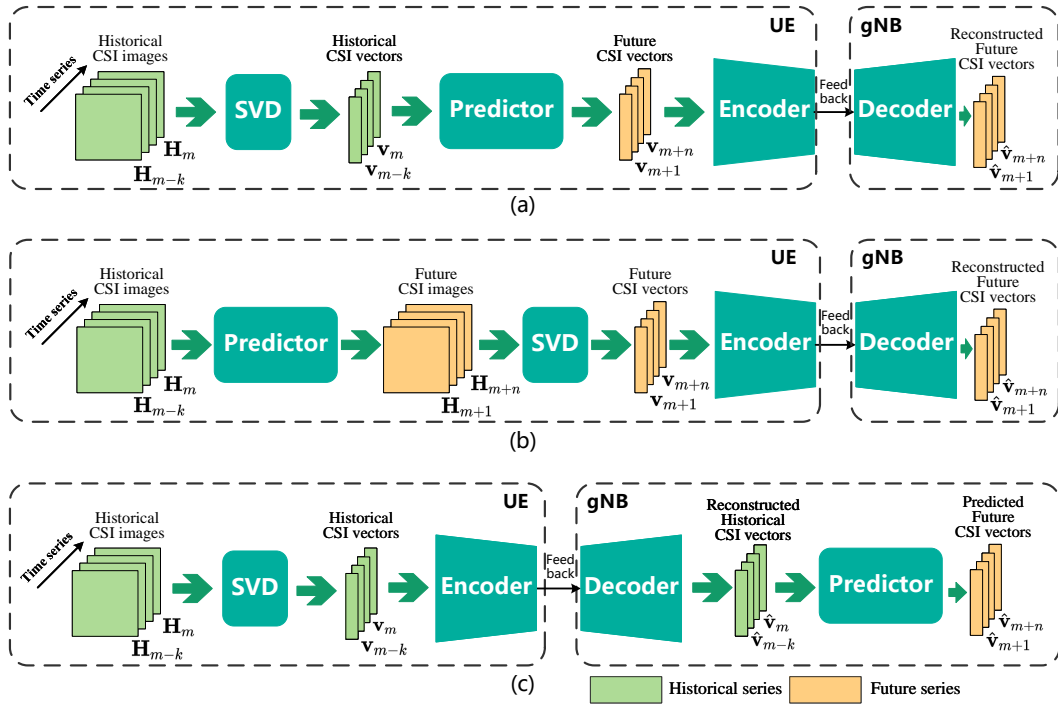 UE
gNB
Historical
CSI images
Time series
H_m
H_{m−k}
SVD
Historical
CSI vectors
v_m
v_{m−k}
Predictor
Future
CSI vectors
v_{m+n}
v_{m+1}
Encoder
Feed
back
Decoder
Reconstructed
Future
CSI vectors
v̂_{m+n}
v̂_{m+1}
(a)
UE
gNB
Historical
CSI images
Time series
H_m
H_{m−k}
Predictor
Future
CSI images
H_{m+n}
H_{m+1}
SVD
Future
CSI vectors
v_{m+n}
v_{m+1}
Encoder
Feed
back
Decoder
Reconstructed
Future
CSI vectors
v̂_{m+n}
v̂_{m+1}
(b)
UE
gNB
Historical
CSI images
Time series
H_m
H_{m−k}
SVD
Historical
CSI vectors
v_m
v_{m−k}
Encoder
Feed
back
Decoder
Reconstructed
Historical
CSI vectors
v̂_m
v̂_{m−k}
Predictor
Predicted
Future
CSI vectors
v̂_{m+n}
v̂_{m+1}
(c)
Historical series
Future series